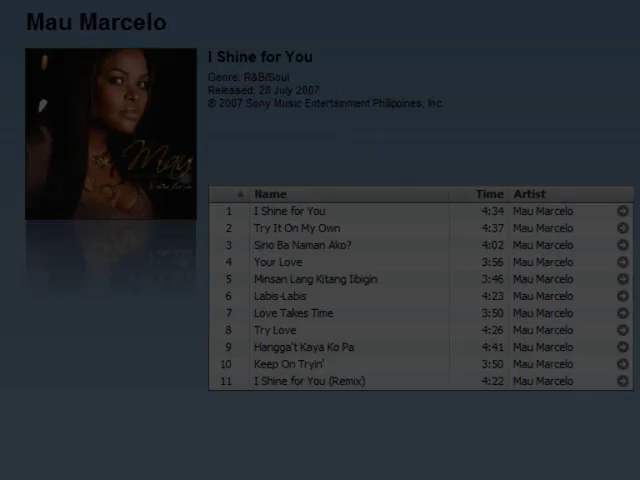 Mau Marcelo
I Shine for You
Genre: R&B/Soul
Released: 28 July 2007
® 2007 Sony Music Entertainment Philippines, Inc.
Mau
I shine for you
Name Time Artist
1 I Shine for You 4:34 Mau Marcelo
2 Try It On My Own 4:37 Mau Marcelo
3 Sino Ba Naman Ako? 4:02 Mau Marcelo
4 Your Love 3:56 Mau Marcelo
5 Minsan Lang Kitang Iibigin 3:46 Mau Marcelo
6 Labis-Labis 4:23 Mau Marcelo
7 Love Takes Time 3:50 Mau Marcelo
8 Try Love 4:26 Mau Marcelo
9 Hangga't Kaya Ko Pa 4:41 Mau Marcelo
10 Keep On Tryin' 3:50 Mau Marcelo
11 I Shine for You (Remix) 4:22 Mau Marcelo